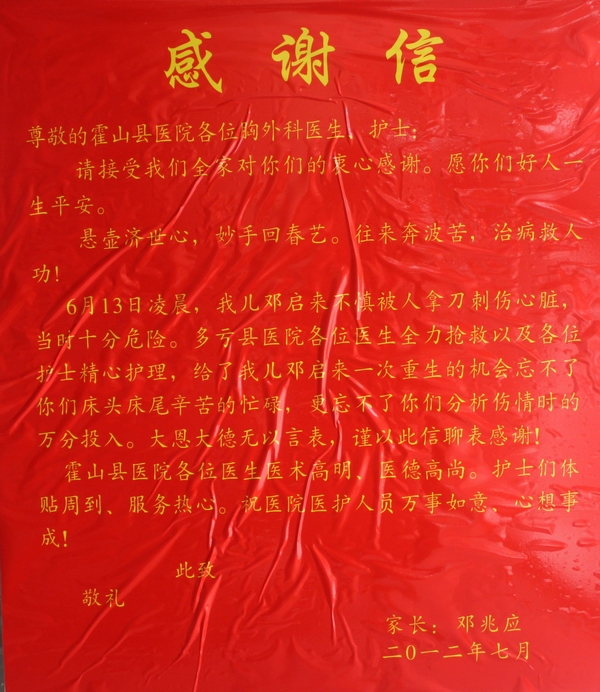 感谢信
尊敬的霍山县医院各位胸外科医生、护士:
请接受我们全家对你们的衷心感谢。愿你们好人一
生平安。
悬壶济世心，妙手回春艺。往来奔波苦，治病救人
功!
6月13日凌晨，我儿邓启来不慎被人拿刀刺伤心脏，
当时十分危险。多亏县医院各位医生全力抢救以及各位
护士精心护理，给了我儿邓启来一次重生的机会忘不了
你们床头床尾辛苦的忙碌，更忘不了你们分析伤情时的
万分投入。大恩大德无以言表，谨以此信聊表感谢!
霍山县医院各位医生医术高明、医德高尚。护士们体
贴周到、服务热心。祝医院医护人员万事如意、心想事
成!
此致
敬礼
家长：邓兆应
二0一二年七月